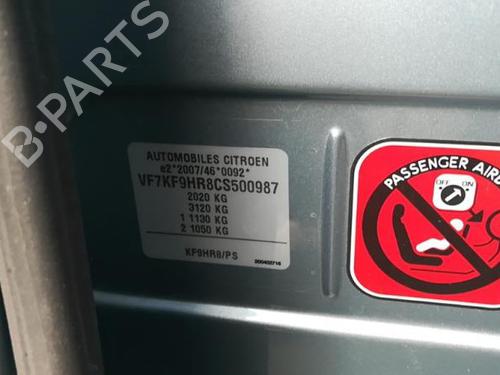 B-PARTS
AUTOMOBILES CITROEN
e2*2007/46*0092*
VF7KF9HR8CS500987
2020 KG
3120 KG
1 1130 KG
2 1050 KG
KF9HR8/PS
PASSENGER AIRB
OFF ON